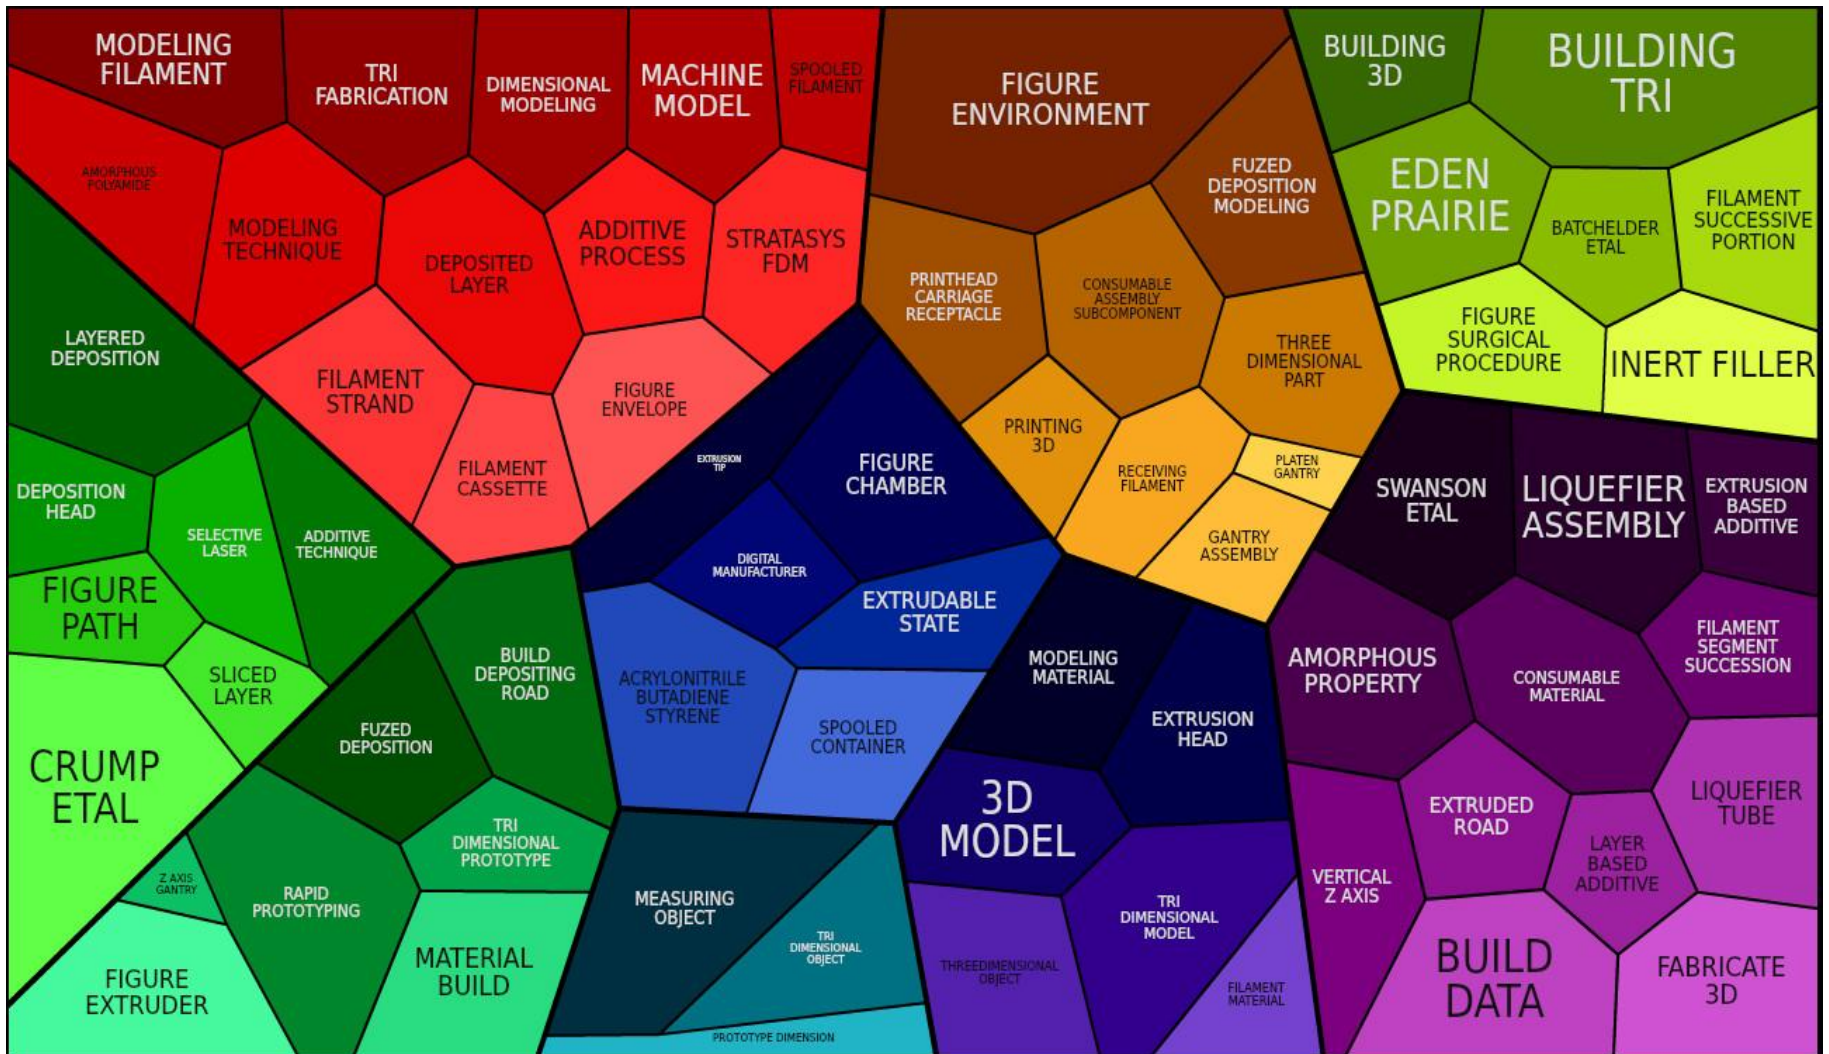 MODELING
FILAMENT
TRI
FABRICATION
DIMENSIONAL
MODELING
MACHINE
MODEL
SPOOLED
FILAMENT
AMORPHOUS
POLYAMIDE
MODELING
TECHNIQUE
DEPOSITED
LAYER
ADDITIVE
PROCESS
STRATASYS
FDM
FILAMENT
STRAND
FILAMENT
CASSETTE
FIGURE
ENVELOPE
FIGURE
ENVIRONMENT
FUZED
DEPOSITION
MODELING
PRINTHEAD
CARRIAGE
RECEPTACLE
CONSUMABLE
ASSEMBLY
SUBCOMPONENT
THREE
DIMENSIONAL
PART
PRINTING
3D
RECEIVING
FILAMENT
PLATEN
GANTRY
GANTRY
ASSEMBLY
BUILDING
3D
BUILDING
TRI
EDEN
PRAIRIE
BATCHELDER
ETAL
FILAMENT
SUCCESSIVE
PORTION
FIGURE
SURGICAL
PROCEDURE
INERT FILLER
LAYERED
DEPOSITION
DEPOSITION
HEAD
SELECTIVE
LASER
ADDITIVE
TECHNIQUE
FIGURE
PATH
SLICED
LAYER
CRUMP
ETAL
EXTRUSION
TIP
FIGURE
CHAMBER
DIGITAL
MANUFACTURER
EXTRUDABLE
STATE
ACRYLONITRILE
BUTADIENE
STYRENE
SPOOLED
CONTAINER
SWANSON
ETAL
LIQUEFIER
ASSEMBLY
EXTRUSION
BASED
ADDITIVE
AMORPHOUS
PROPERTY
CONSUMABLE
MATERIAL
FILAMENT
SEGMENT
SUCCESSION
VERTICAL
Z AXIS
EXTRUDED
ROAD
LAYER
BASED
ADDITIVE
LIQUEFIER
TUBE
BUILD
DATA
FABRICATE
3D
BUILD
DEPOSITING
ROAD
FUZED
DEPOSITION
TRI
DIMENSIONAL
PROTOTYPE
Z AXIS
GANTRY
RAPID
PROTOTYPING
FIGURE
EXTRUDER
MATERIAL
BUILD
MEASURING
OBJECT
TRI
DIMENSIONAL
OBJECT
PROTOTYPE DIMENSION
MODELING
MATERIAL
EXTRUSION
HEAD
3D
MODEL
TRI
DIMENSIONAL
MODEL
THREEDIMENSIONAL
OBJECT
FILAMENT
MATERIAL